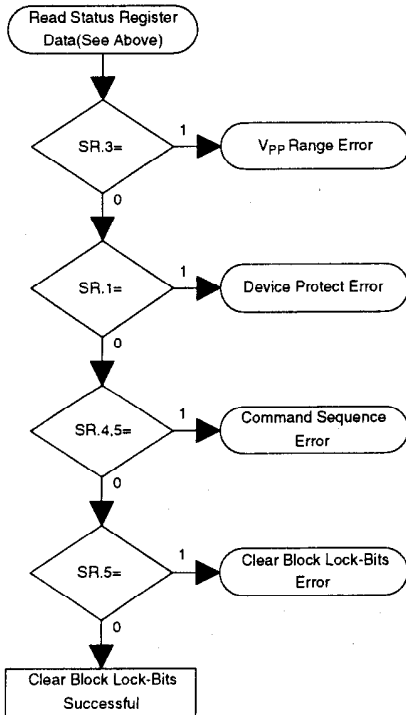 Read Status Register
Data(See Above)
SR.3=
1
VPP Range Error
0
SR.1=
1
Device Protect Error
0
SR.4,5=
1
Command Sequence
Error
0
SR.5=
1
Clear Block Lock-Bits
Error
0
Clear Block Lock-Bits
Successful